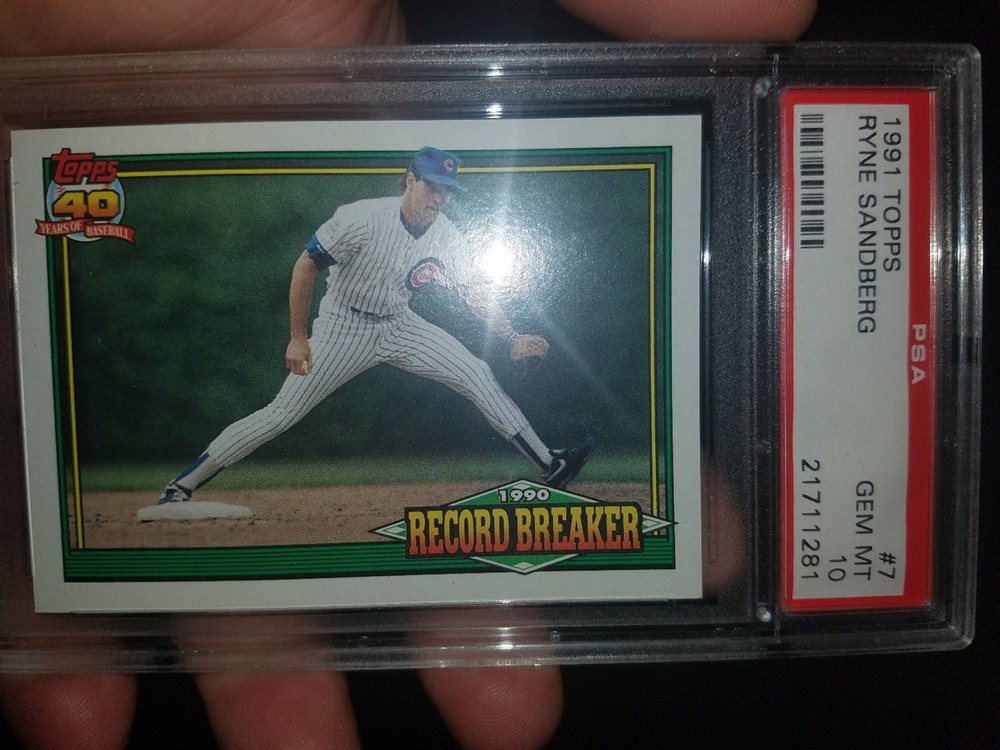 topps
40
YEARS OF BASEBALL
1990
RECORD BREAKER
PSA
1991 TOPPS #7
RYNE SANDBERG GEM MT
10
21711281